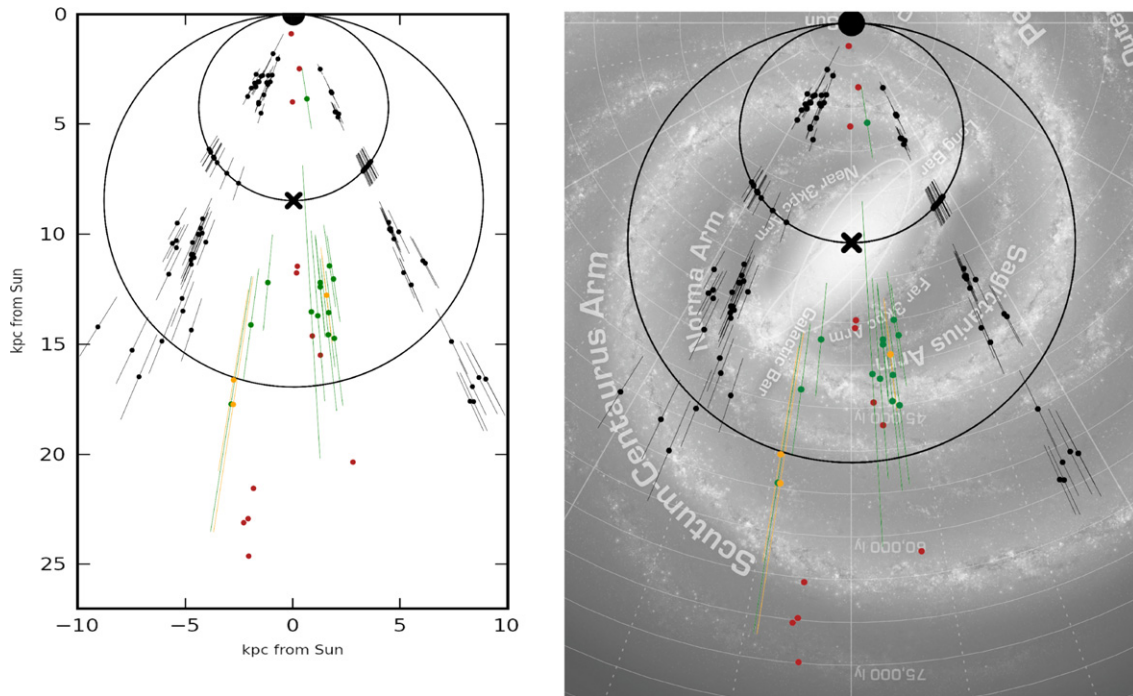 0
5
10
15
20
25
kpc from Sun
−10
−5
0
5
10
kpc from Sun
Sun
Pe
Outer
Long Bar
Near 3kpc
Arm
Norma Arm
Scutum-Centaurus Arm
Galactic Bar
Far 3kpc
Arm
Sagittarius Arm
45,000 ly
60,000 ly
75,000 ly